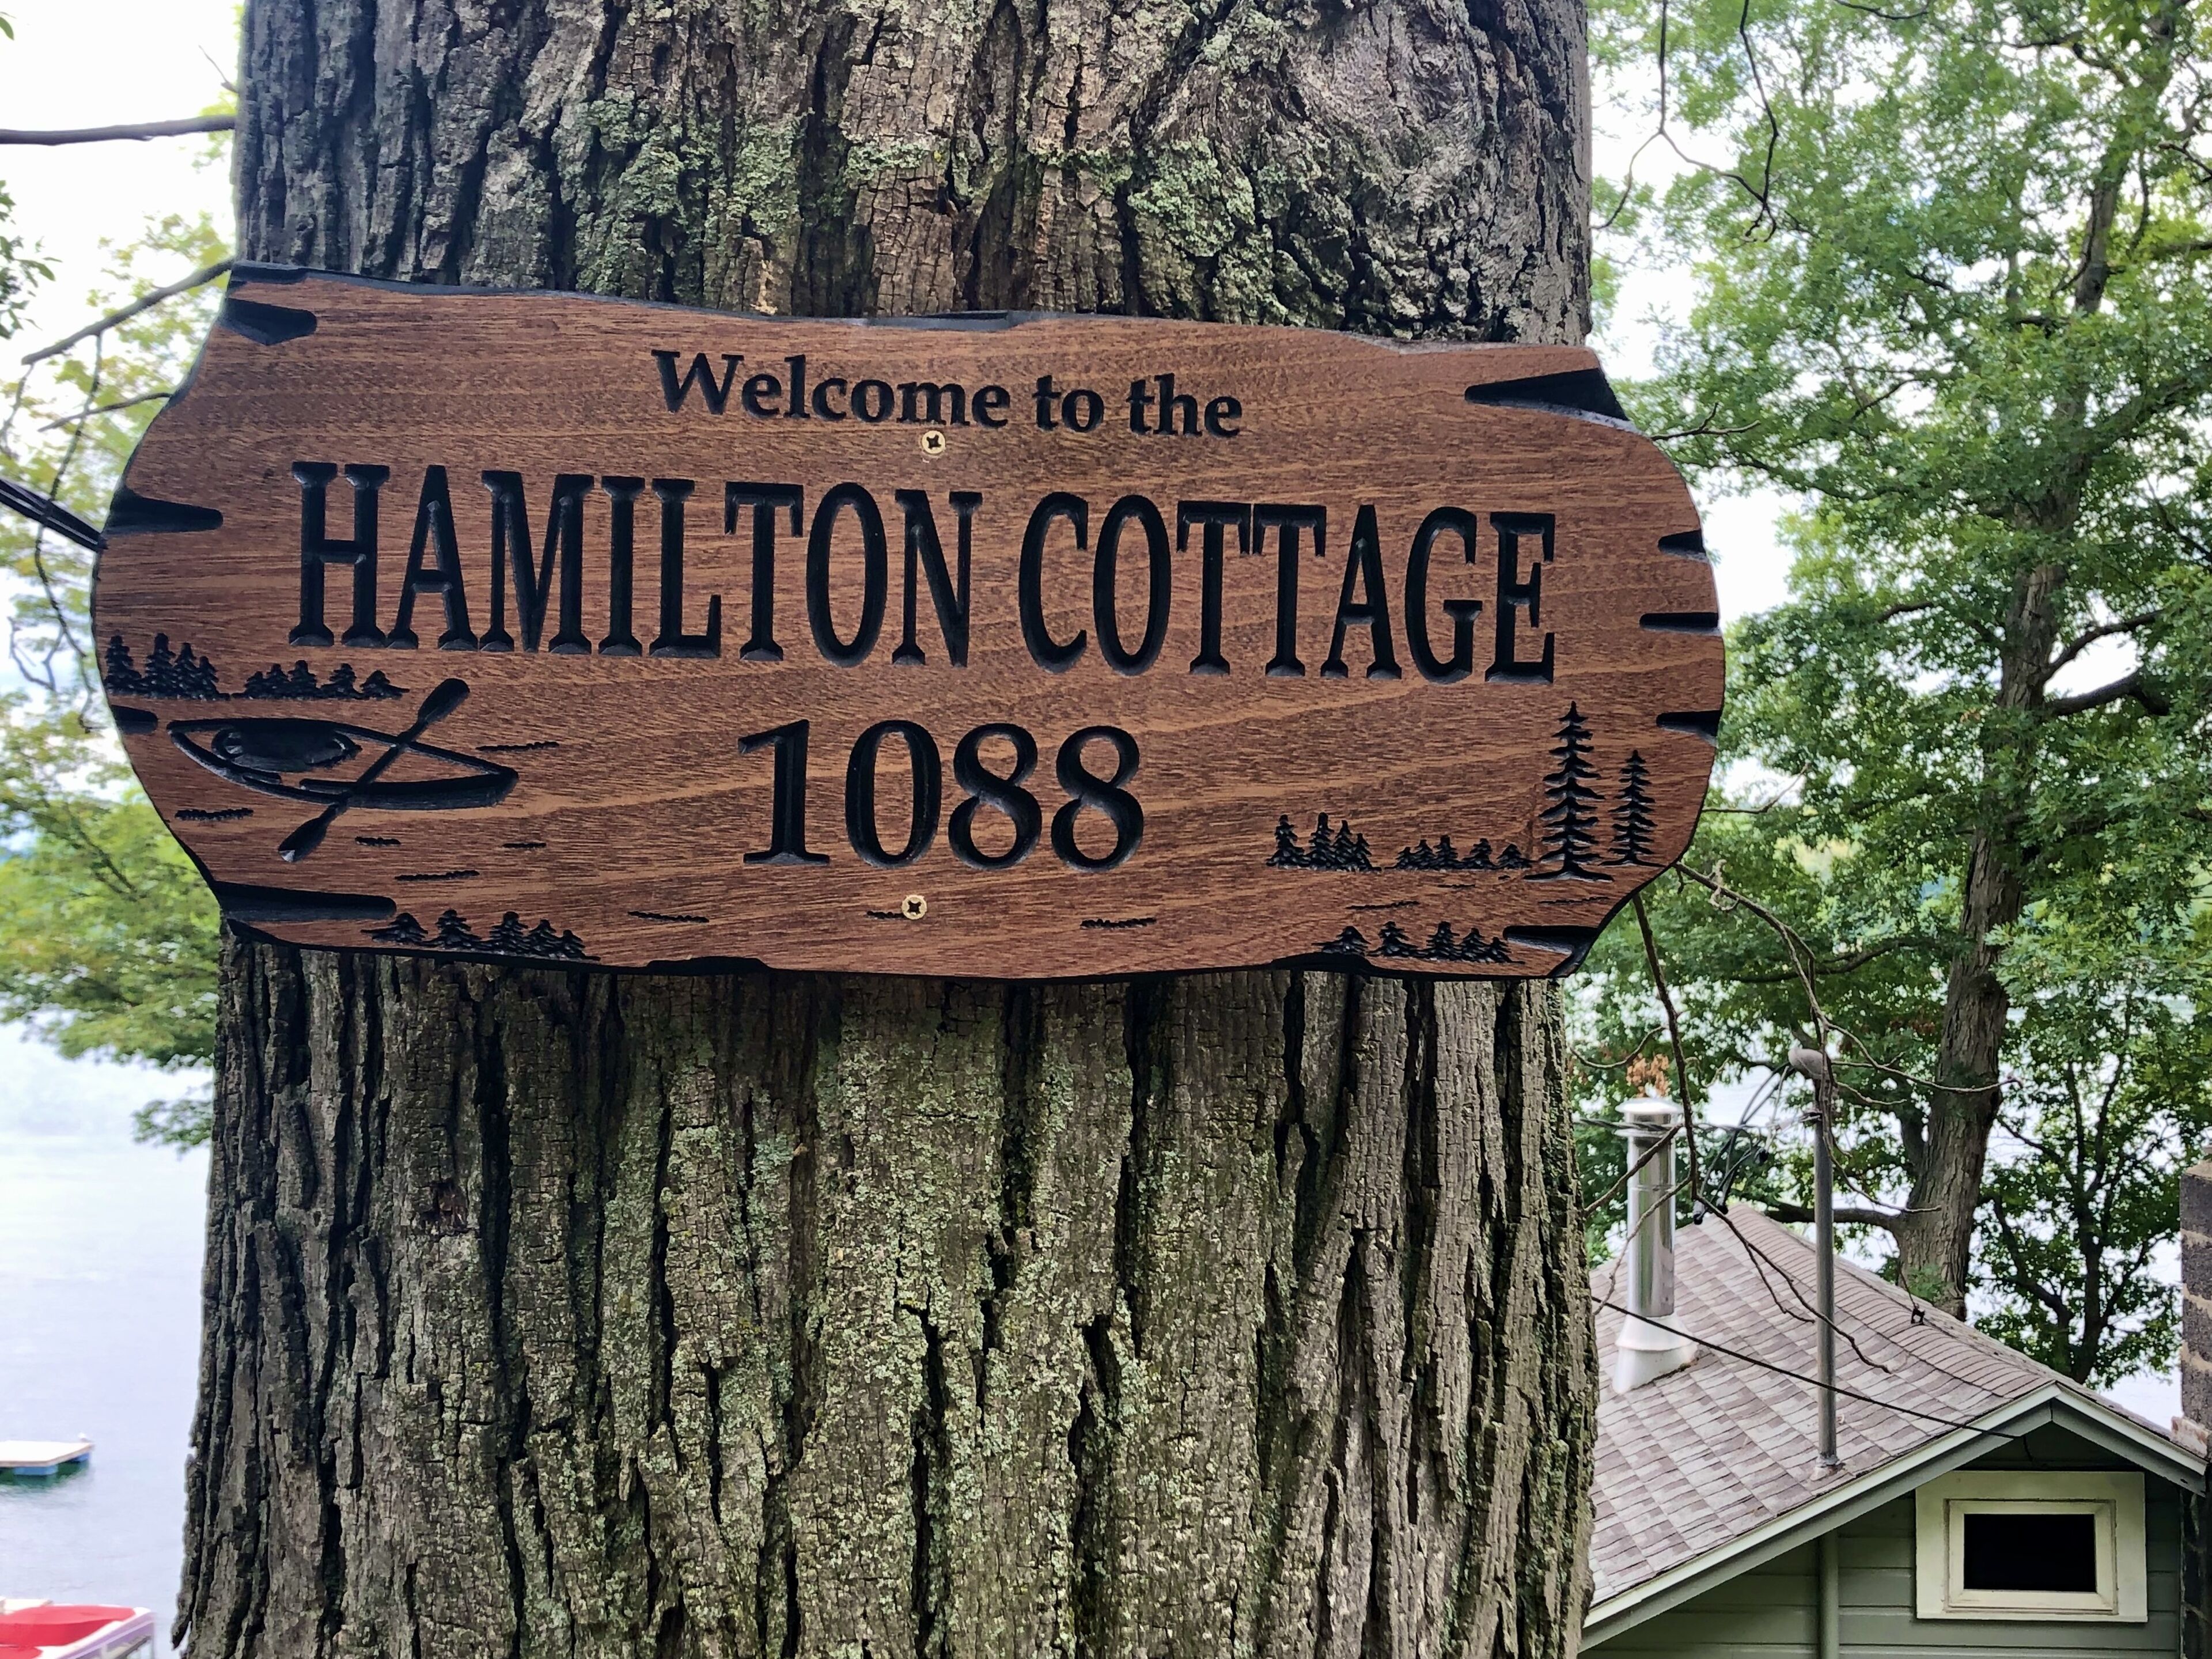 Welcome to the
HAMILTON COTTAGE
1088